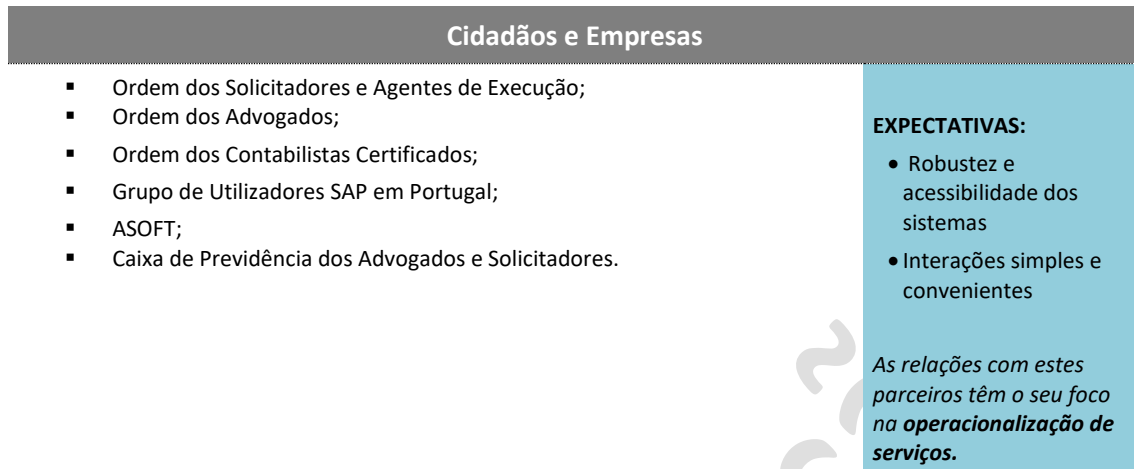 Cidadãos e Empresas
▪ Ordem dos Solicitadores e Agentes de Execução;
▪ Ordem dos Advogados;
▪ Ordem dos Contabilistas Certificados;
▪ Grupo de Utilizadores SAP em Portugal;
▪ ASOFT;
▪ Caixa de Previdência dos Advogados e Solicitadores.
EXPECTATIVAS:
• Robustez e
acessibilidade dos
sistemas
• Interações simples e
convenientes
As relações com estes
parceiros têm o seu foco
na operacionalização de
serviços.